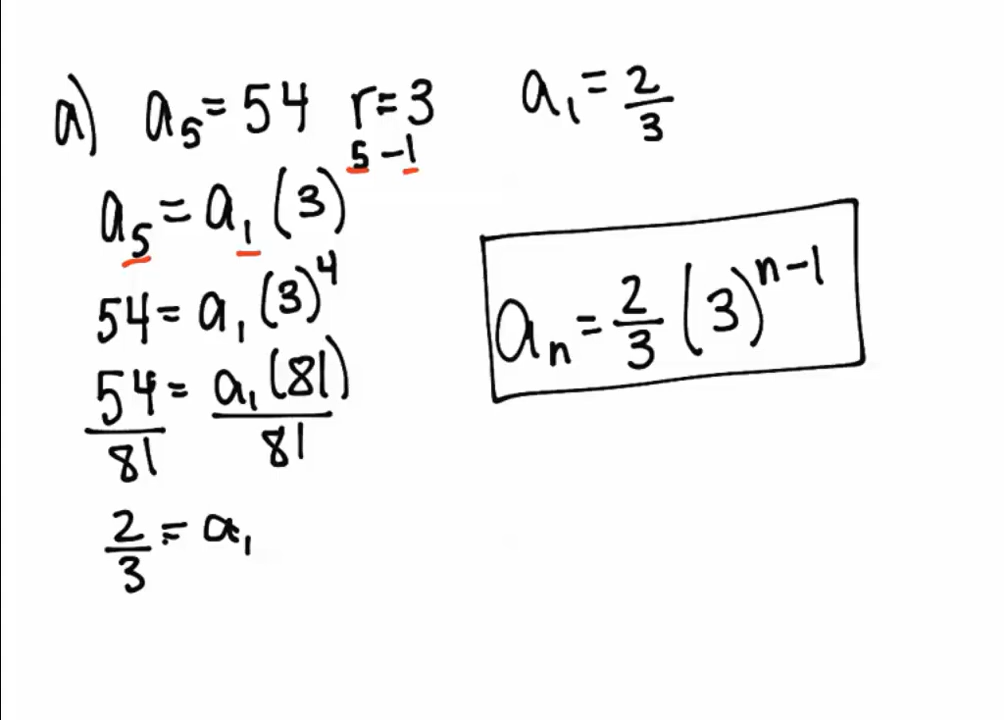 a) a₅ = 54 r = 3
a₅ = a₁ (3)⁵⁻¹
54 = a₁ (3)⁴
54/81 = a₁ (81)/81
2/3 = a₁
a₁ = 2/3
aₙ = 2/3 (3)ⁿ⁻¹